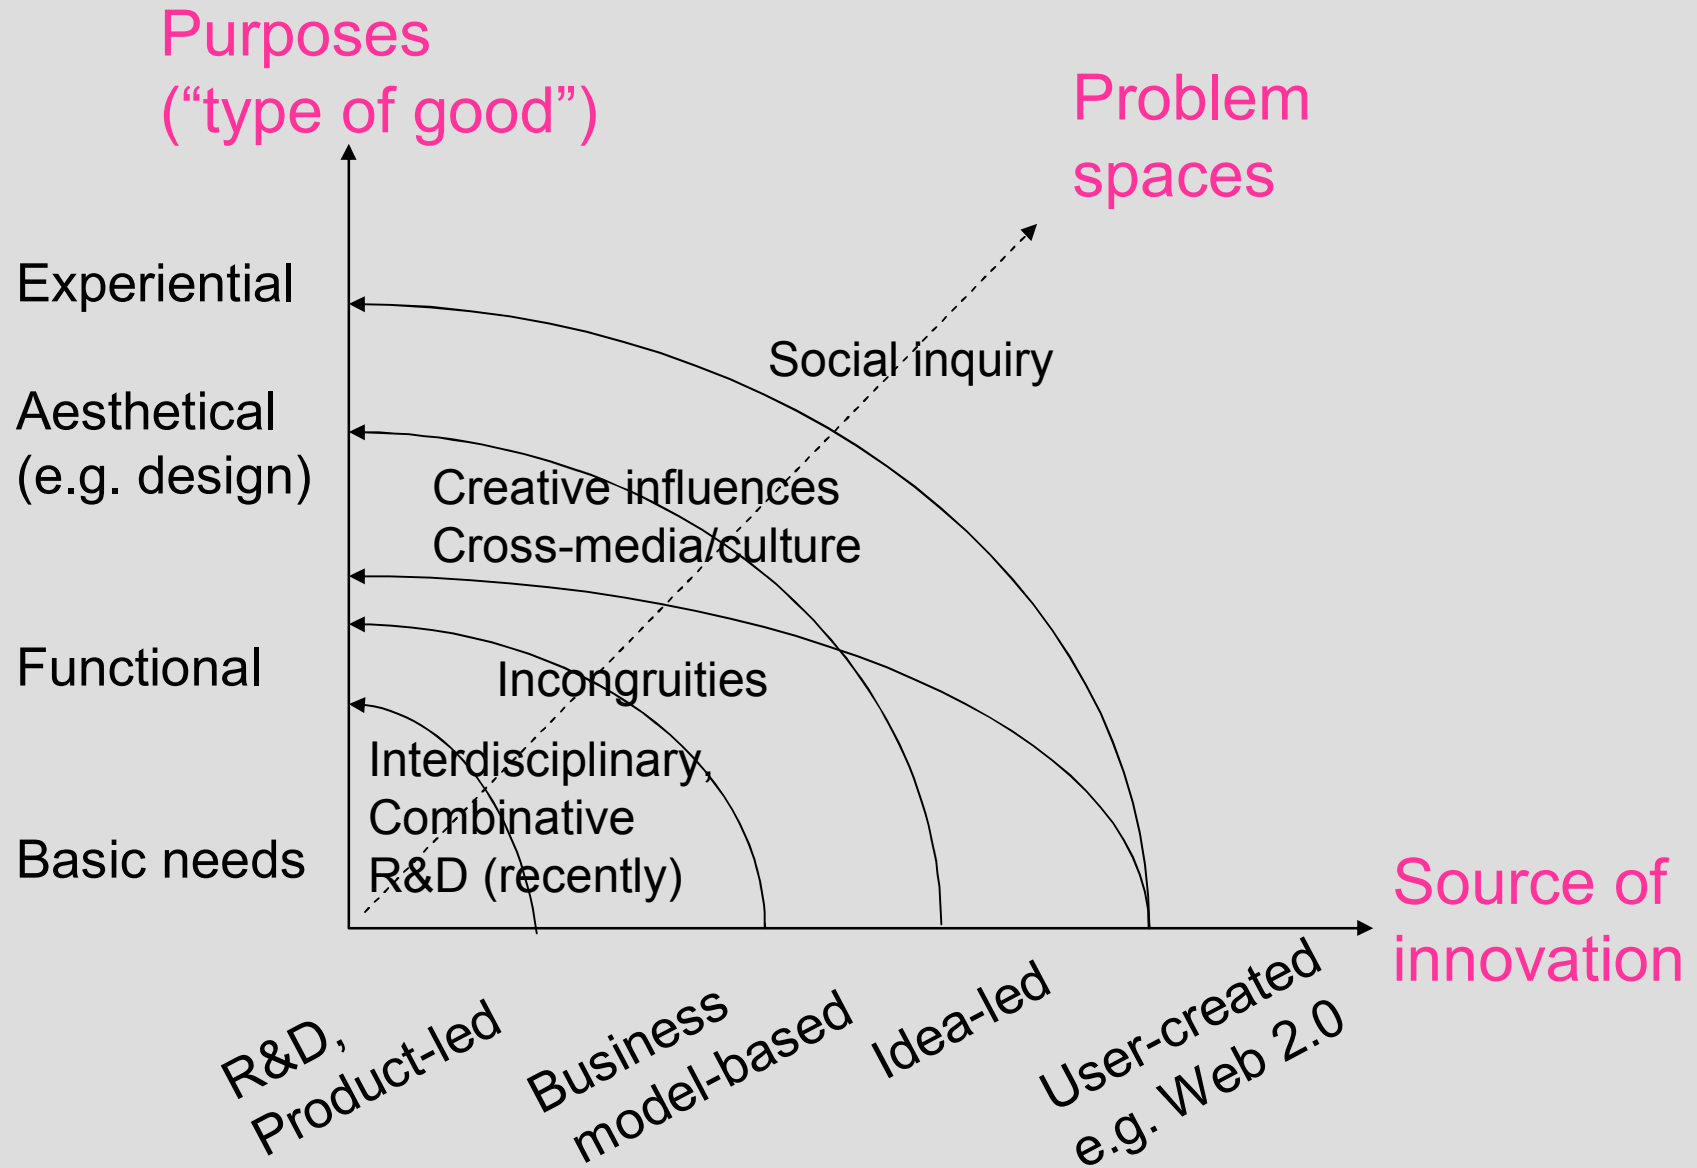 Purposes
(“type of good”)
Problem
spaces
Experiential
Social inquiry
Aesthetical
(e.g. design)
Creative influences
Cross-media/culture
Functional
Incongruities
Interdisciplinary,
Combinative
R&D (recently)
Basic needs
Source of
innovation
R&D,
Product-led
Business
model-based
Idea-led
User-created
e.g. Web 2.0